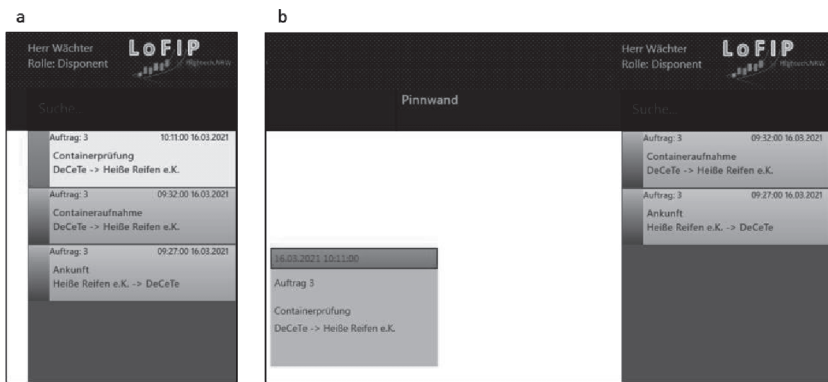 a
Herr Wächter
Rolle: Disponent
LoFIP
Hightech.NRW
Suche...
Auftrag: 3 10:11:00 16.03.2021
Containerprüfung
DeCeTe -> Heiße Reifen e.K.
Auftrag: 3 09:32:00 16.03.2021
Containeraufnahme
DeCeTe -> Heiße Reifen e.K.
Auftrag: 3 09:27:00 16.03.2021
Ankunft
Heiße Reifen e.K. -> DeCeTe
b
Herr Wächter
Rolle: Disponent
LoFIP
Hightech.NRW
Pinnwand
Suche...
Auftrag: 3 09:32:00 16.03.2021
Containeraufnahme
DeCeTe -> Heiße Reifen e.K.
Auftrag: 3 09:27:00 16.03.2021
Ankunft
Heiße Reifen e.K. -> DeCeTe
16.03.2021 10:11:00
Auftrag 3
Containerprüfung
DeCeTe -> Heiße Reifen e.K.